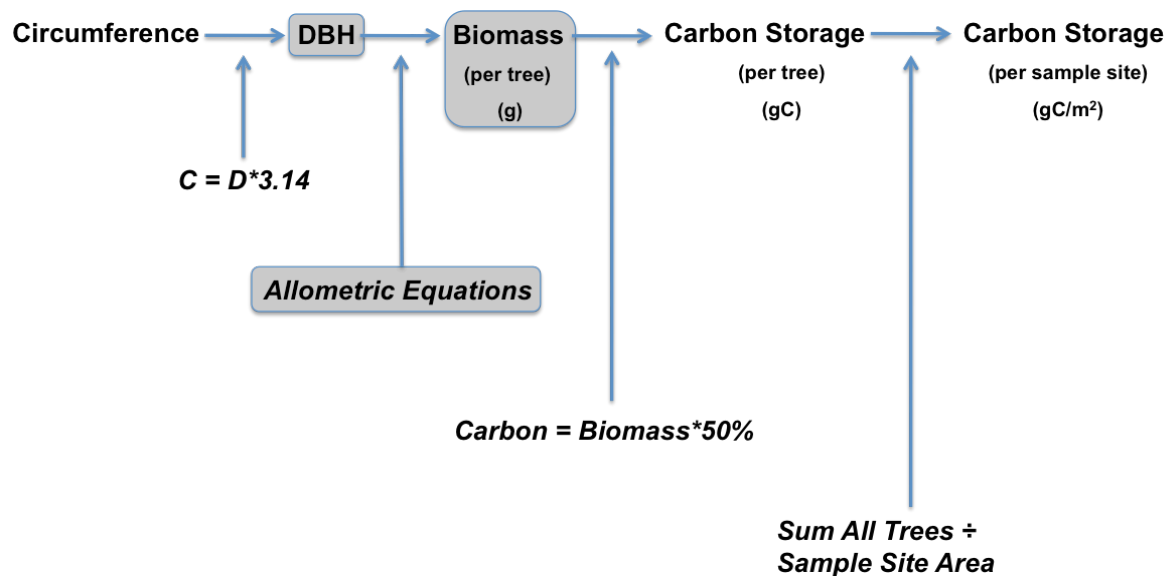 Circumference
DBH
Biomass
(per tree)
(g)
Carbon Storage
(per tree)
(gC)
Carbon Storage
(per sample site)
(gC/m²)
C = D*3.14
Allometric Equations
Carbon = Biomass*50%
Sum All Trees ÷
Sample Site Area